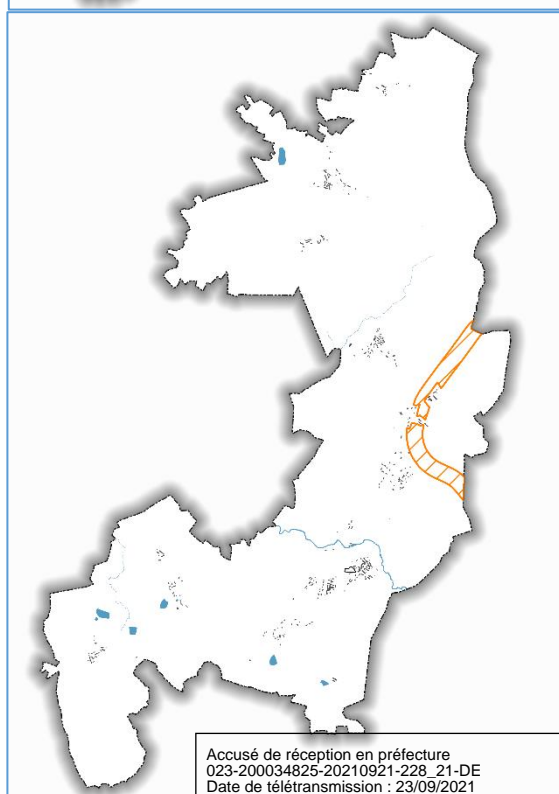 Accusé de réception en préfecture
023-200034825-20210921-228_21-DE
Date de télétransmission : 23/09/2021